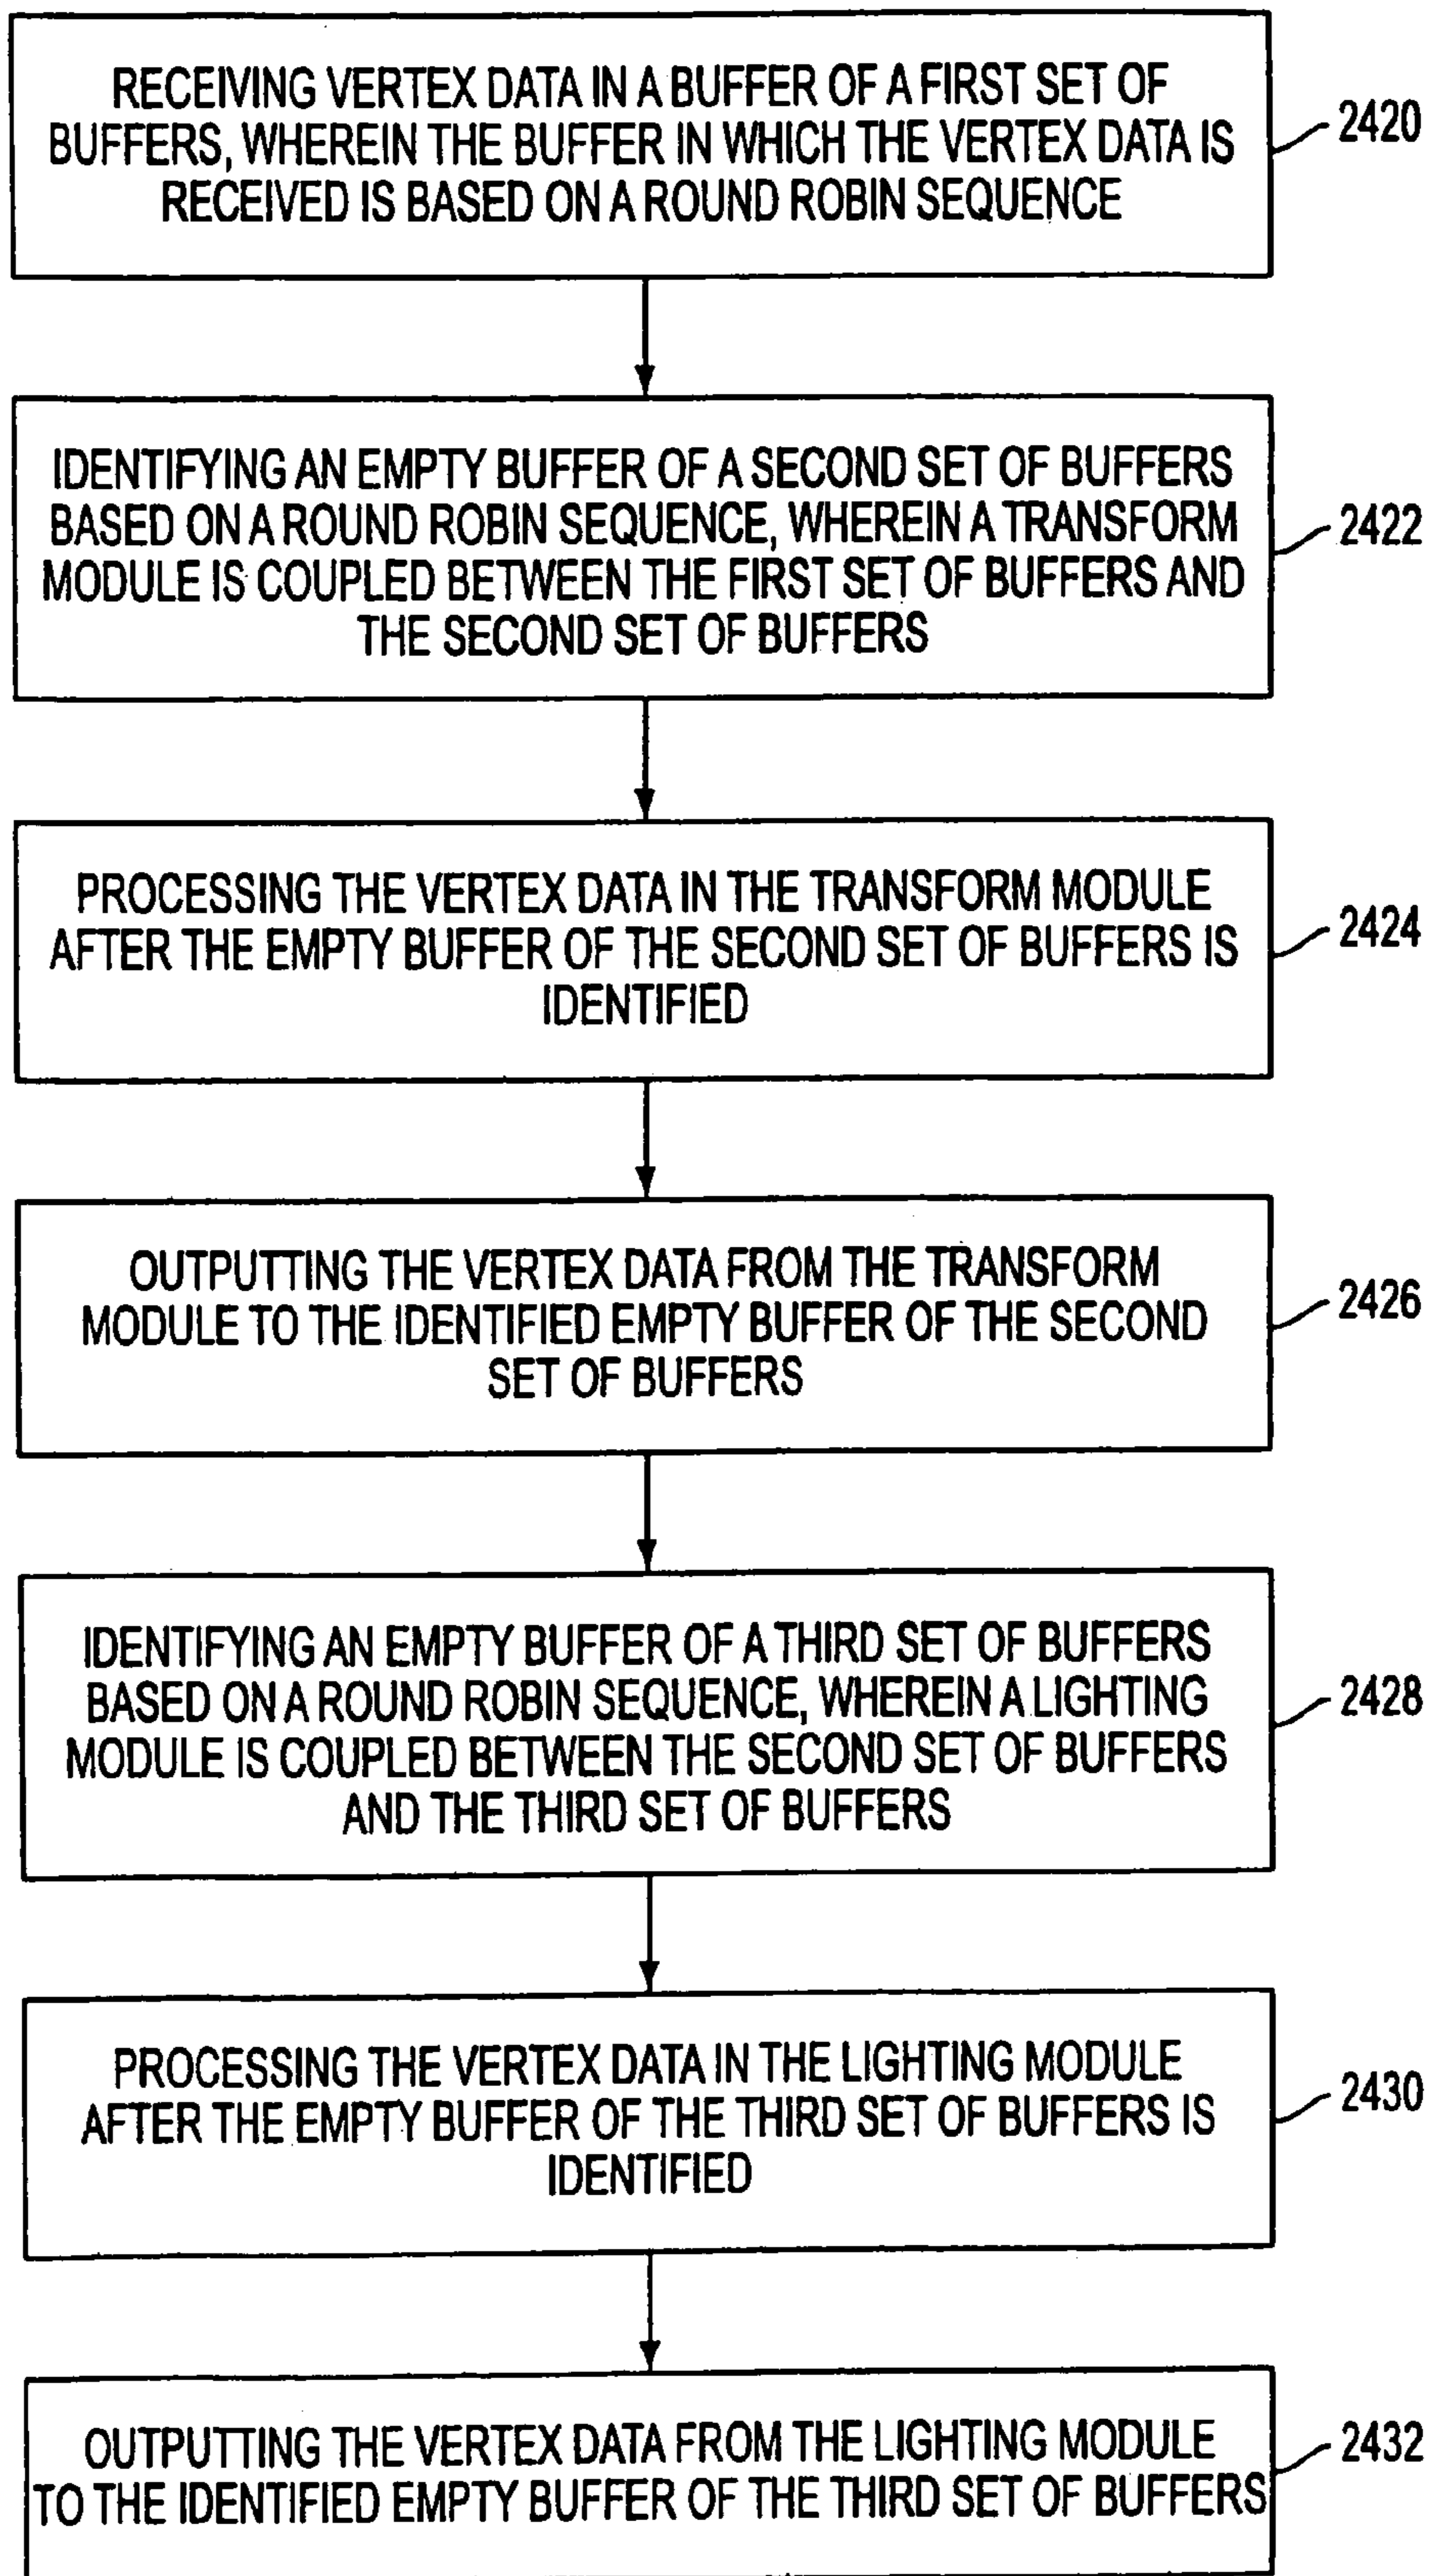 RECEIVING VERTEX DATA IN A BUFFER OF A FIRST SET OF
BUFFERS, WHEREIN THE BUFFER IN WHICH THE VERTEX DATA IS
RECEIVED IS BASED ON A ROUND ROBIN SEQUENCE
2420
IDENTIFYING AN EMPTY BUFFER OF A SECOND SET OF BUFFERS
BASED ON A ROUND ROBIN SEQUENCE, WHEREIN A TRANSFORM
MODULE IS COUPLED BETWEEN THE FIRST SET OF BUFFERS AND
THE SECOND SET OF BUFFERS
2422
PROCESSING THE VERTEX DATA IN THE TRANSFORM MODULE
AFTER THE EMPTY BUFFER OF THE SECOND SET OF BUFFERS IS
IDENTIFIED
2424
OUTPUTTING THE VERTEX DATA FROM THE TRANSFORM
MODULE TO THE IDENTIFIED EMPTY BUFFER OF THE SECOND
SET OF BUFFERS
2426
IDENTIFYING AN EMPTY BUFFER OF A THIRD SET OF BUFFERS
BASED ON A ROUND ROBIN SEQUENCE, WHEREIN A LIGHTING
MODULE IS COUPLED BETWEEN THE SECOND SET OF BUFFERS
AND THE THIRD SET OF BUFFERS
2428
PROCESSING THE VERTEX DATA IN THE LIGHTING MODULE
AFTER THE EMPTY BUFFER OF THE THIRD SET OF BUFFERS IS
IDENTIFIED
2430
OUTPUTTING THE VERTEX DATA FROM THE LIGHTING MODULE
TO THE IDENTIFIED EMPTY BUFFER OF THE THIRD SET OF BUFFERS
2432